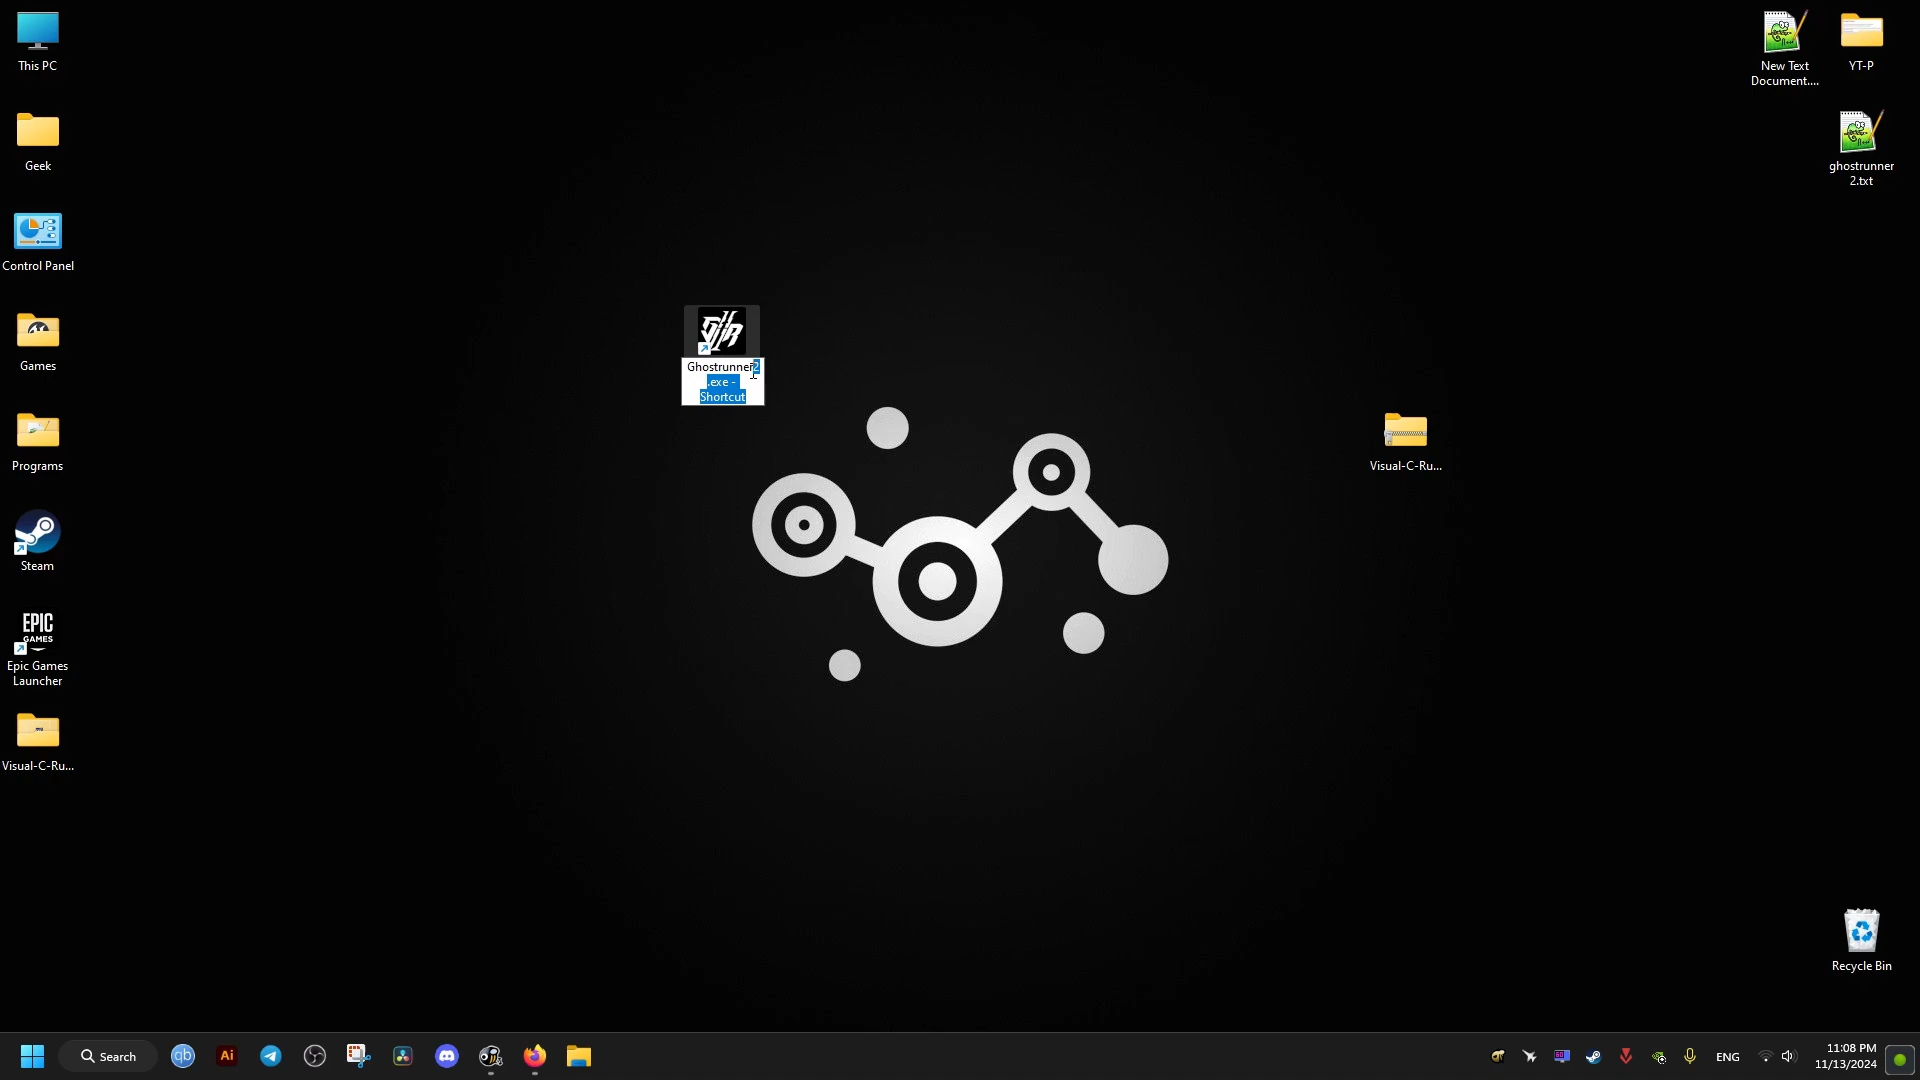 This PC
Geek
Control Panel
Games
Programs
Steam
EPIC
GAMES
Epic Games
Launcher
Visual-C-Ru...
Ghostrunner2
.exe -
Shortcut
Visual-C-Ru...
New Text
Document....
YT-P
ghostrunner
2.txt
Recycle Bin
Search
qb
Ai
ENG
11:08 PM
11/13/2024